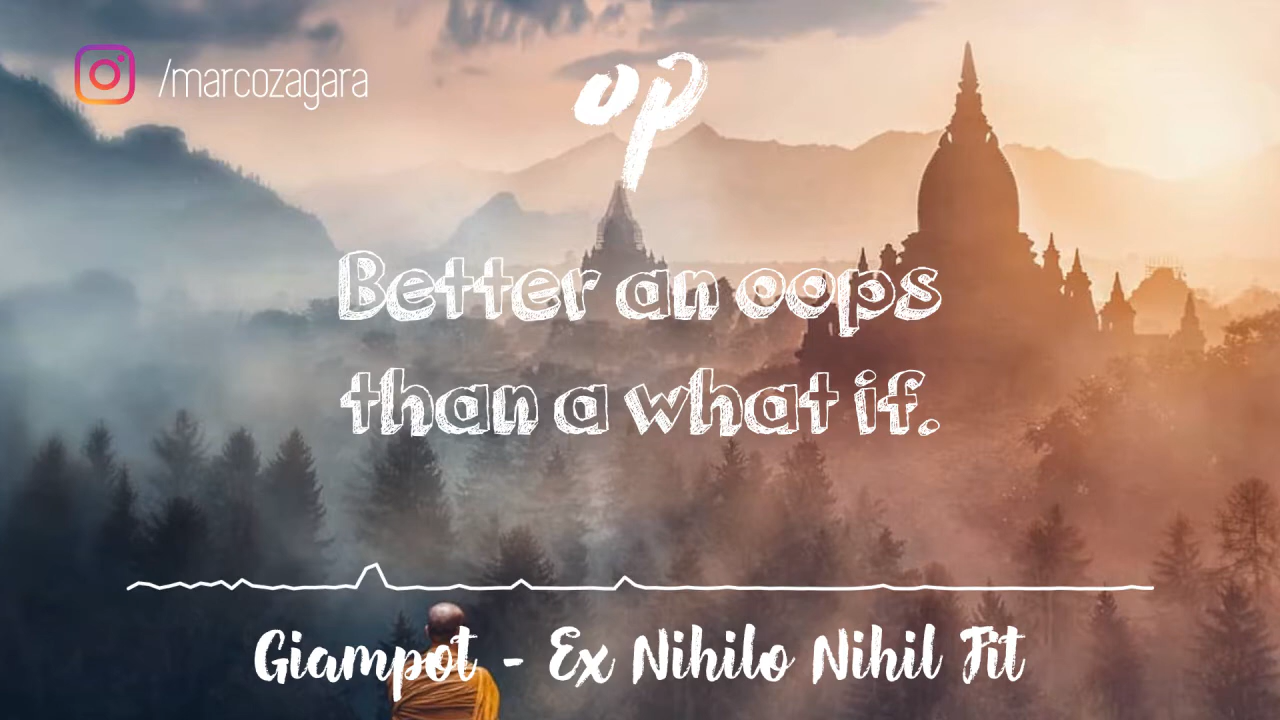 /marcozagara
op
Better an oops
than a what if.
Giampot - Ex Nihilo Nihil Fit